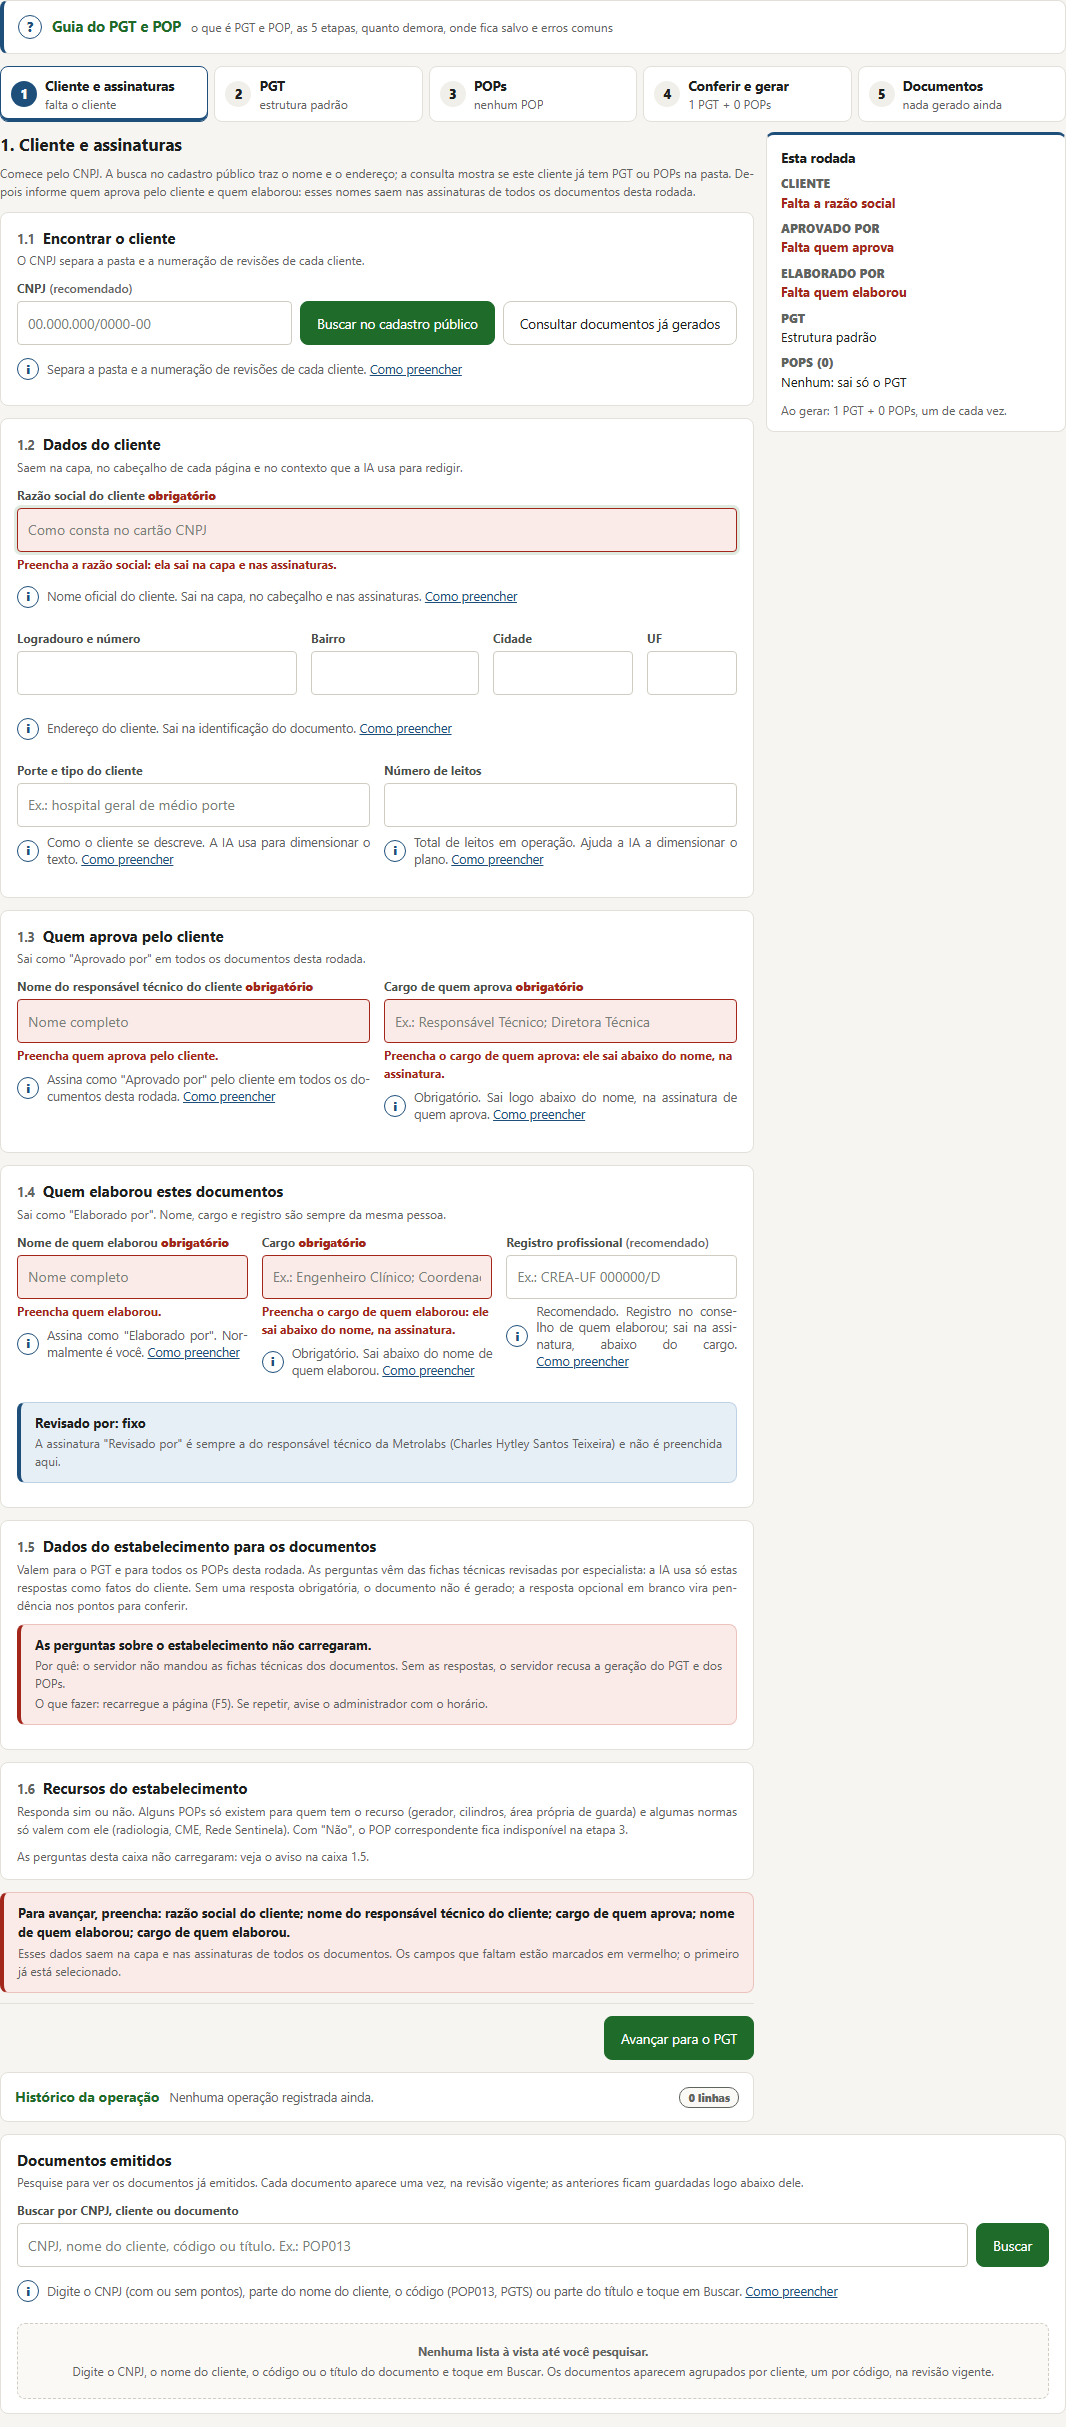 ? Guia do PGT e POP o que é PGT e POP, as 5 etapas, quanto demora, onde fica salvo e erros comuns
1 Cliente e assinaturas
falta o cliente
2 PGT
estrutura padrão
3 POPs
nenhum POP
4 Conferir e gerar
1 PGT + 0 POPs
5 Documentos
nada gerado ainda
1. Cliente e assinaturas
Comece pelo CNPJ. A busca no cadastro público traz o nome e o endereço; a consulta mostra se este cliente já tem PGT ou POPs na pasta. De-
pois informe quem aprova pelo cliente e quem elaborou: esses nomes saem nas assinaturas de todos os documentos desta rodada.
1.1 Encontrar o cliente
O CNPJ separa a pasta e a numeração de revisões de cada cliente.
CNPJ (recomendado)
00.000.000/0000-00
Buscar no cadastro público
Consultar documentos já gerados
i Separa a pasta e a numeração de revisões de cada cliente. Como preencher
1.2 Dados do cliente
Saem na capa, no cabeçalho de cada página e no contexto que a IA usa para redigir.
Razão social do cliente obrigatório
Como consta no cartão CNPJ
Preencha a razão social: ela sai na capa e nas assinaturas.
i Nome oficial do cliente. Sai na capa, no cabeçalho e nas assinaturas. Como preencher
Logradouro e número
Bairro
Cidade
UF
i Endereço do cliente. Sai na identificação do documento. Como preencher
Porte e tipo do cliente
Ex.: hospital geral de médio porte
i Como o cliente se descreve. A IA usa para dimensionar o
texto. Como preencher
Número de leitos
i Total de leitos em operação. Ajuda a IA a dimensionar o
plano. Como preencher
1.3 Quem aprova pelo cliente
Sai como "Aprovado por" em todos os documentos desta rodada.
Nome do responsável técnico do cliente obrigatório
Nome completo
Preencha quem aprova pelo cliente.
i Assina como "Aprovado por" pelo cliente em todos os do-
cumentos desta rodada. Como preencher
Cargo de quem aprova obrigatório
Ex.: Responsável Técnico; Diretora Técnica
Preencha o cargo de quem aprova: ele sai abaixo do nome, na
assinatura.
i Obrigatório. Sai logo abaixo do nome, na assinatura de
quem aprova. Como preencher
1.4 Quem elaborou estes documentos
Sai como "Elaborado por". Nome, cargo e registro são sempre da mesma pessoa.
Nome de quem elaborou obrigatório
Nome completo
Preencha quem elaborou.
i Assina como "Elaborado por". Nor-
malmente é você. Como preencher
Cargo obrigatório
Ex.: Engenheiro Clínico; Coordena
Preencha o cargo de quem elaborou: ele
sai abaixo do nome, na assinatura.
i Obrigatório. Sai abaixo do nome de
quem elaborou. Como preencher
Registro profissional (recomendado)
Ex.: CREA-UF 000000/D
i Recomendado. Registro no conse-
lho de quem elaborou; sai na assi-
natura, abaixo do cargo.
Como preencher
Revisado por: fixo
A assinatura "Revisado por" é sempre a do responsável técnico da Metrolabs (Charles Hytley Santos Teixeira) e não é preenchida
aqui.
1.5 Dados do estabelecimento para os documentos
Valem para o PGT e para todos os POPs desta rodada. As perguntas vêm das fichas técnicas revisadas por especialista: a IA usa só estas
respostas como fatos do cliente. Sem uma resposta obrigatória, o documento não é gerado; a resposta opcional em branco vira pen-
dência nos pontos para conferir.
As perguntas sobre o estabelecimento não carregaram.
Por quê: o servidor não mandou as fichas técnicas dos documentos. Sem as respostas, o servidor recusa a geração do PGT e dos
POPs.
O que fazer: recarregue a página (F5). Se repetir, avise o administrador com o horário.
1.6 Recursos do estabelecimento
Responda sim ou não. Alguns POPs só existem para quem tem o recurso (gerador, cilindros, área própria de guarda) e algumas normas
só valem com ele (radiologia, CME, Rede Sentinela). Com "Não", o POP correspondente fica indisponível na etapa 3.
As perguntas desta caixa não carregaram: veja o aviso na caixa 1.5.
Para avançar, preencha: razão social do cliente; nome do responsável técnico do cliente; cargo de quem aprova; nome
de quem elaborou; cargo de quem elaborou.
Esses dados saem na capa e nas assinaturas de todos os documentos. Os campos que faltam estão marcados em vermelho; o primeiro
já está selecionado.
Avançar para o PGT
Histórico da operação Nenhuma operação registrada ainda. 0 linhas
Esta rodada
CLIENTE
Falta a razão social
APROVADO POR
Falta quem aprova
ELABORADO POR
Falta quem elaborou
PGT
Estrutura padrão
POPS (0)
Nenhum: sai só o PGT
Ao gerar: 1 PGT + 0 POPs, um de cada vez.
Documentos emitidos
Pesquise para ver os documentos já emitidos. Cada documento aparece uma vez, na revisão vigente; as anteriores ficam guardadas logo abaixo dele.
Buscar por CNPJ, cliente ou documento
CNPJ, nome do cliente, código ou título. Ex.: POP013
Buscar
i Digite o CNPJ (com ou sem pontos), parte do nome do cliente, o código (POP013, PGTS) ou parte do título e toque em Buscar. Como preencher
Nenhuma lista à vista até você pesquisar.
Digite o CNPJ, o nome do cliente, o código ou o título do documento e toque em Buscar. Os documentos aparecem agrupados por cliente, um por código, na revisão vigente.